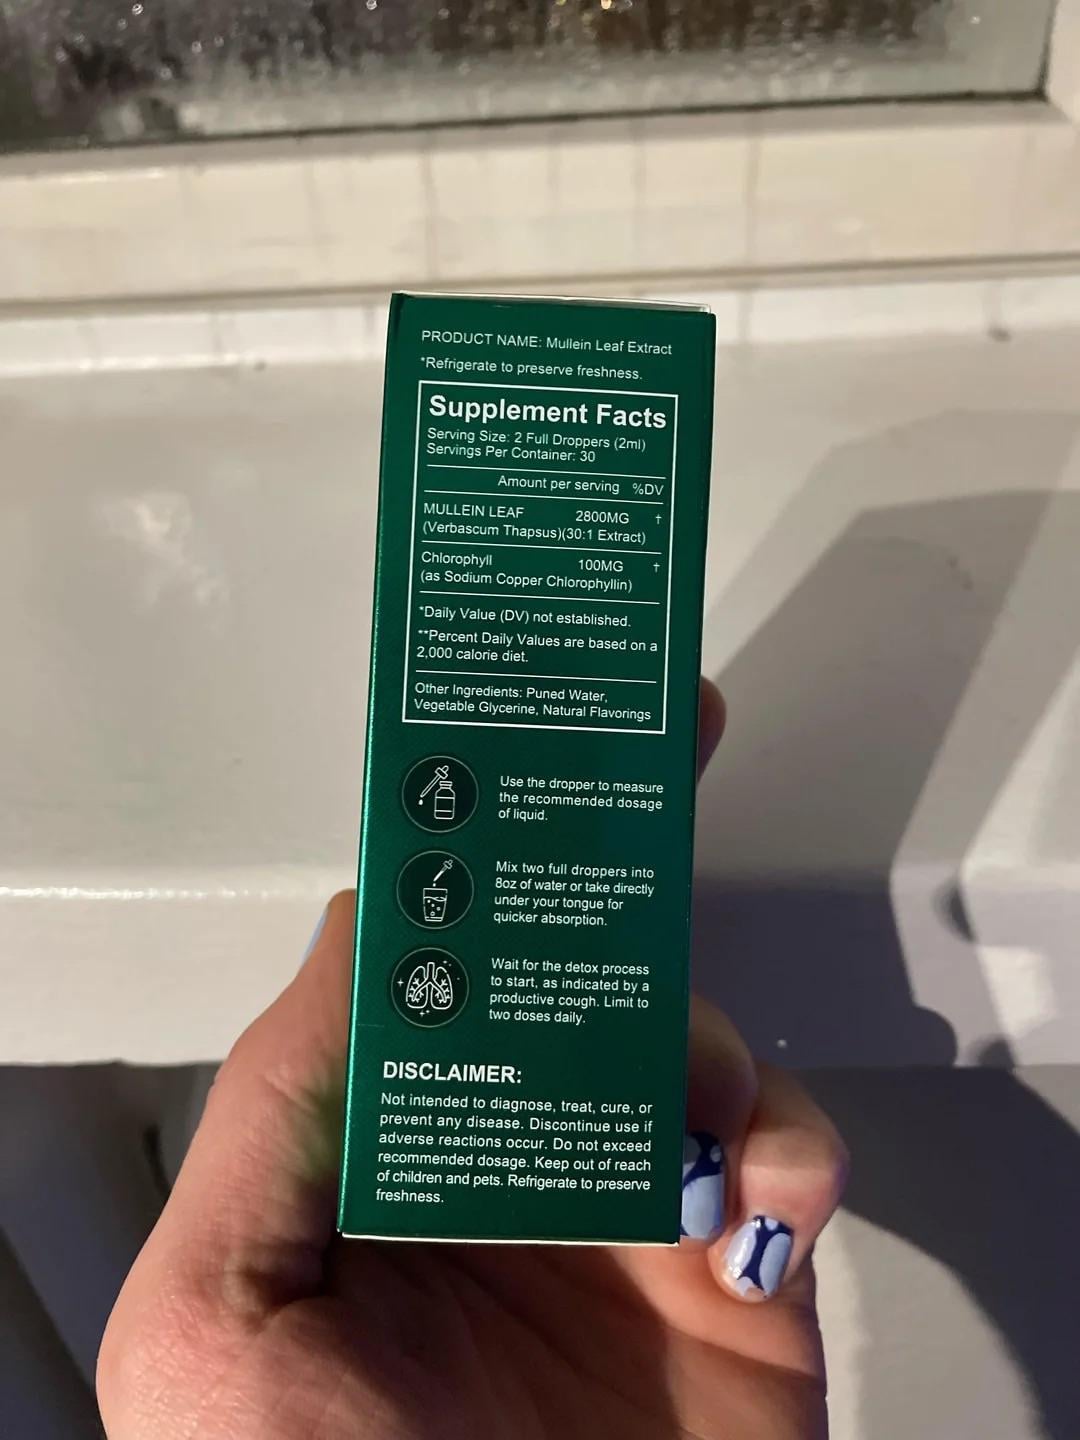 PRODUCT NAME: Mullein Leaf Extract
*Refrigerate to preserve freshness.
Supplement Facts
Serving Size: 2 Full Droppers (2ml)
Servings Per Container: 30
Amount per serving %DV
MULLEIN LEAF 2800MG †
(Verbascum Thapsus)(30:1 Extract)
Chlorophyll 100MG †
(as Sodium Copper Chlorophyllin)
*Daily Value (DV) not established.
**Percent Daily Values are based on a
2,000 calorie diet.
Other Ingredients: Puned Water,
Vegetable Glycerine, Natural Flavorings
Use the dropper to measure
the recommended dosage
of liquid.
Mix two full droppers into
8oz of water or take directly
under your tongue for
quicker absorption.
Wait for the detox process
to start, as indicated by a
productive cough. Limit to
two doses daily.
DISCLAIMER:
Not intended to diagnose, treat, cure, or
prevent any disease. Discontinue use if
adverse reactions occur. Do not exceed
recommended dosage. Keep out of reach
of children and pets. Refrigerate to preserve
freshness.